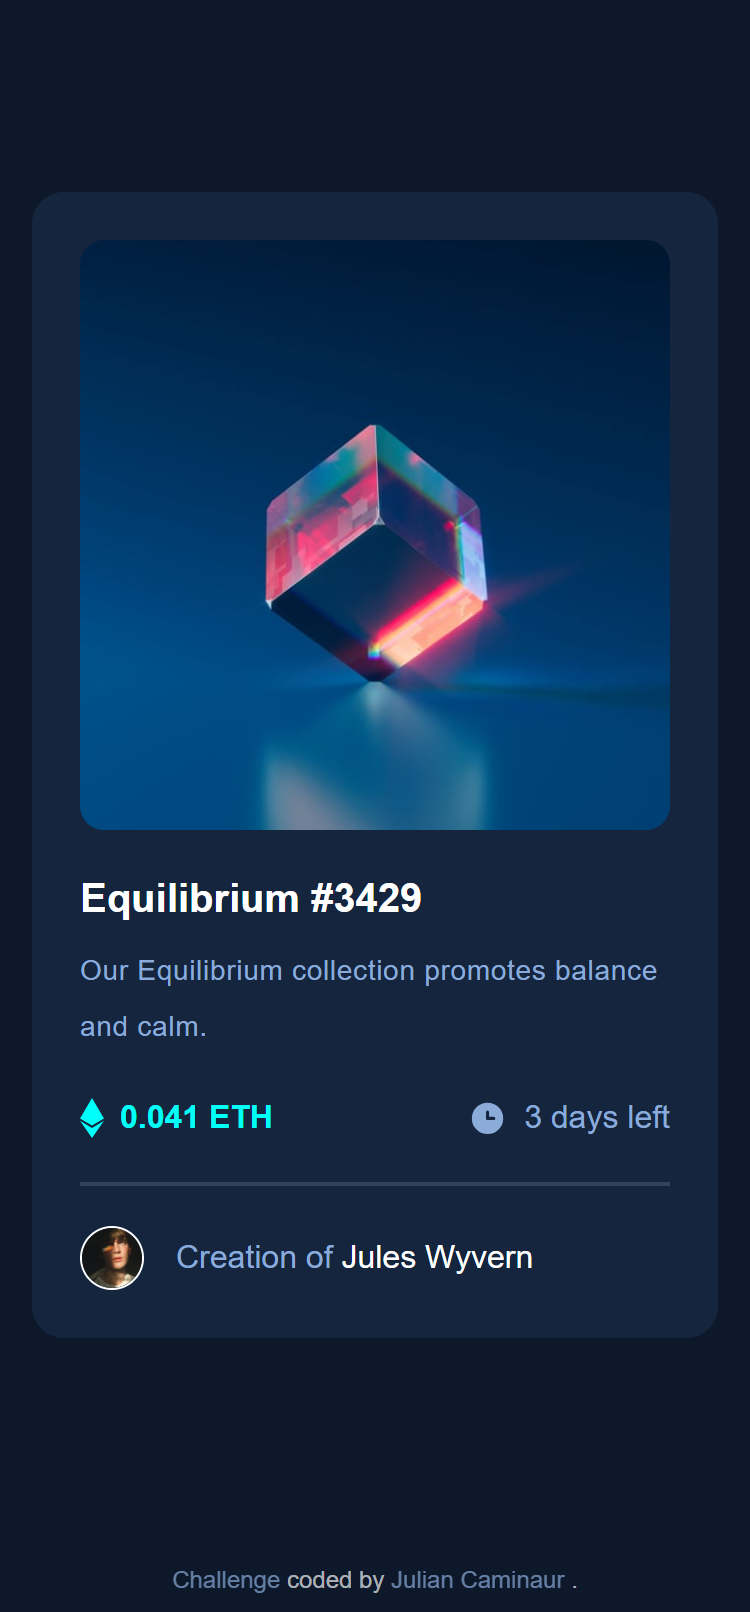 Equilibrium #3429
Our Equilibrium collection promotes balance
and calm.
0.041 ETH
3 days left
Creation of Jules Wyvern
Challenge coded by Julian Caminaur .